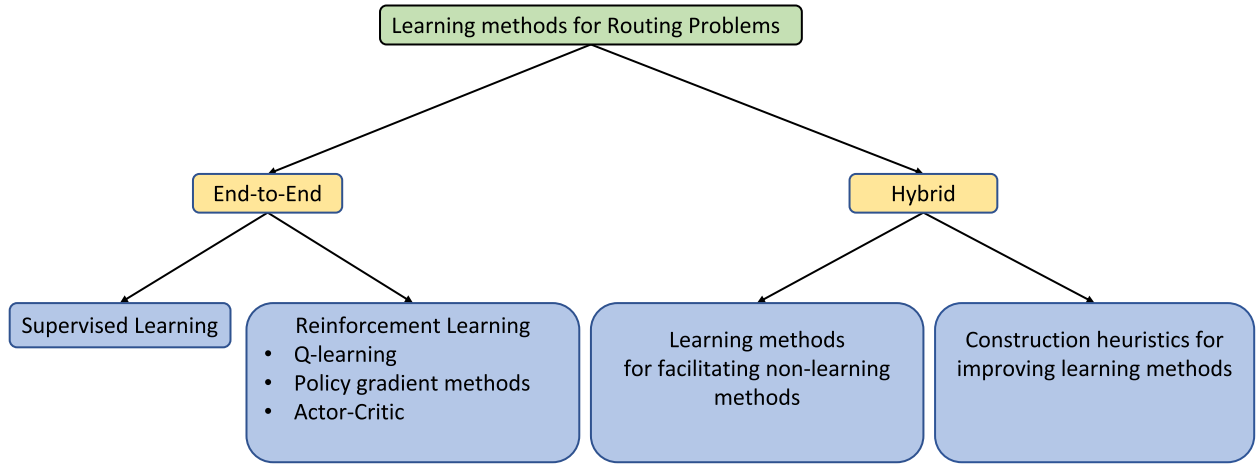 Learning methods for Routing Problems
End-to-End
Hybrid
Supervised Learning
Reinforcement Learning
• Q-learning
• Policy gradient methods
• Actor-Critic
Learning methods
for facilitating non-learning
methods
Construction heuristics for
improving learning methods